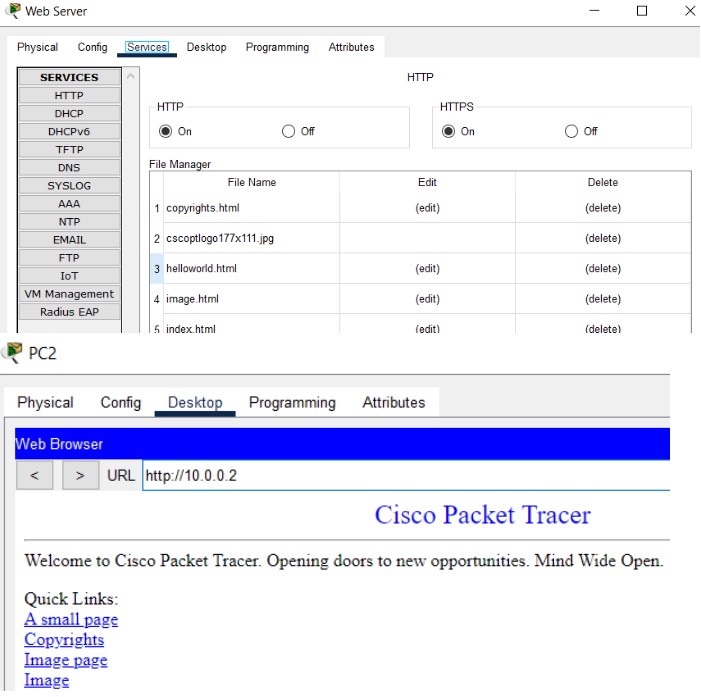 Web Server
Physical Config Services Desktop Programming Attributes
SERVICES
HTTP
DHCP
DHCPv6
TFTP
DNS
SYSLOG
AAA
NTP
EMAIL
FTP
IoT
VM Management
Radius EAP
HTTP
HTTP
On Off
HTTPS
On Off
File Manager
File Name Edit Delete
1 copyrights.html (edit) (delete)
2 cscoptlogo177x111.jpg (delete)
3 helloworld.html (edit) (delete)
4 image.html (edit) (delete)
5 index.html (edit) (delete)
PC2
Physical Config Desktop Programming Attributes
Web Browser
< > URL http://10.0.0.2
Cisco Packet Tracer
Welcome to Cisco Packet Tracer. Opening doors to new opportunities. Mind Wide Open.
Quick Links:
A small page
Copyrights
Image page
Image